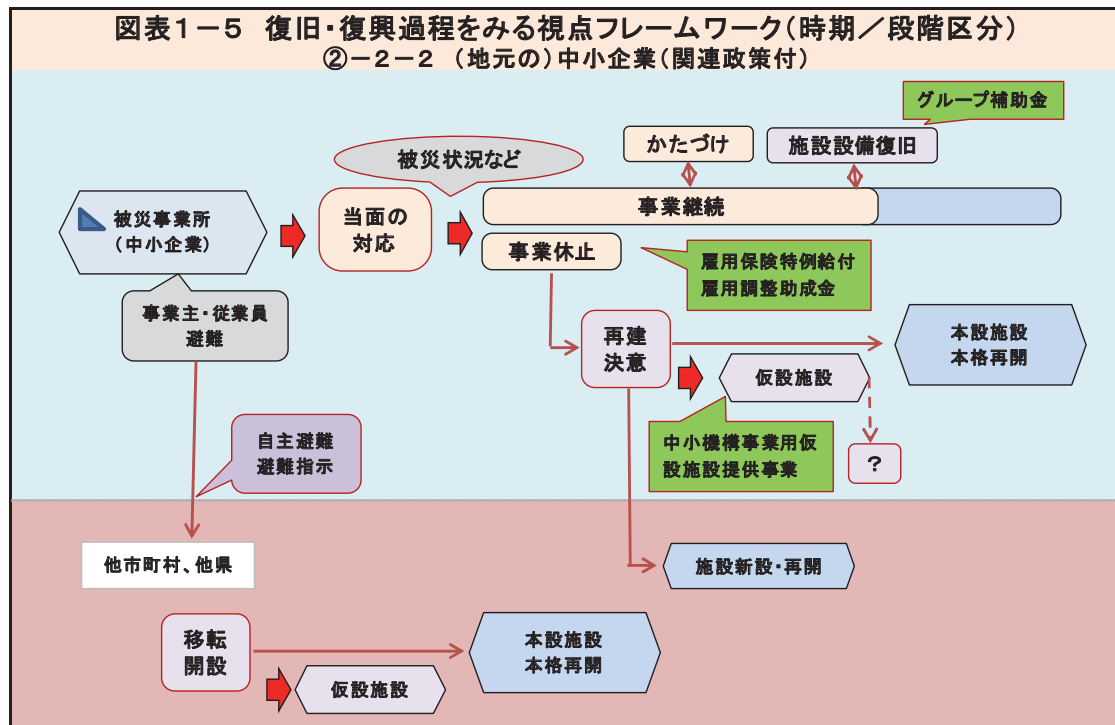 図表1－5 復旧・復興過程をみる視点フレームワーク(時期／段階区分)
②－2－2 (地元の)中小企業(関連政策付)
グループ補助金
かたづけ
施設設備復旧
被災状況など
被災事業所
(中小企業)
当面の
対応
事業継続
事業休止
雇用保険特例給付
雇用調整助成金
事業主・従業員
避難
再建
決意
本設施設
本格再開
仮設施設
自主避難
避難指示
中小機構事業用仮
設施設提供事業
？
他市町村、他県
施設新設・再開
移転
開設
本設施設
本格再開
仮設施設